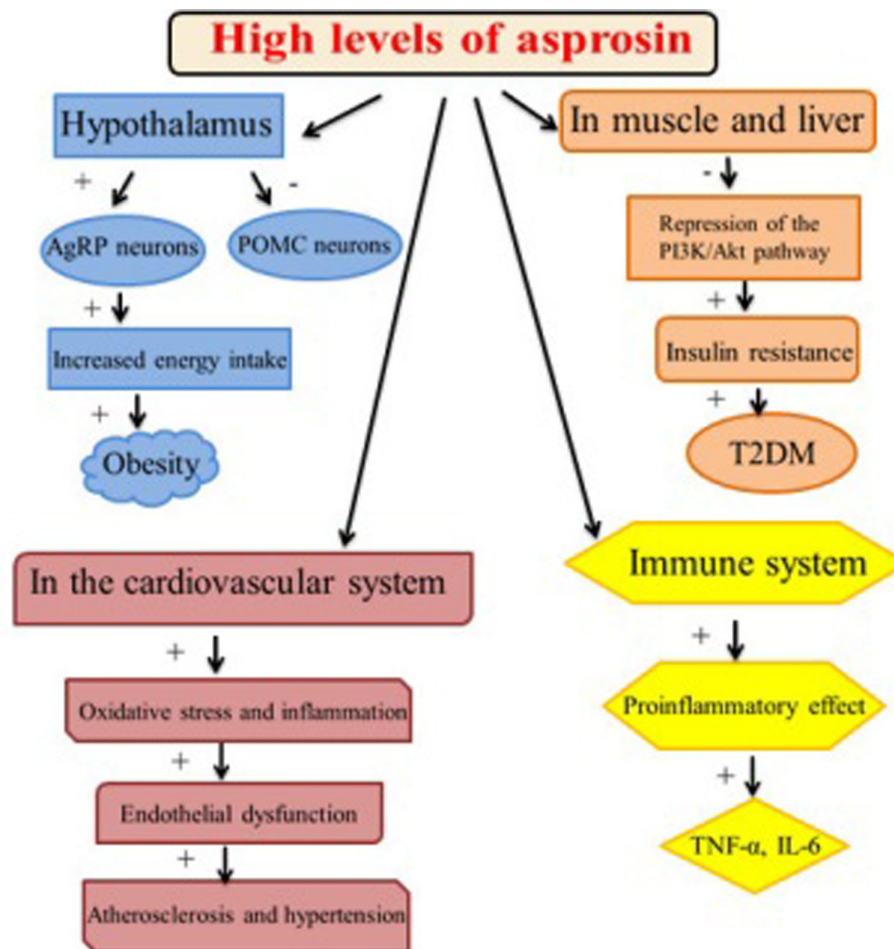 High levels of asprosin
Hypothalamus
+
-
AgRP neurons
POMC neurons
+
Increased energy intake
+
Obesity
In muscle and liver
-
Repression of the
PI3K/Akt pathway
+
Insulin resistance
+
T2DM
In the cardiovascular system
+
Oxidative stress and inflammation
+
Endothelial dysfunction
+
Atherosclerosis and hypertension
Immune system
+
Proinflammatory effect
+
TNF-α, IL-6